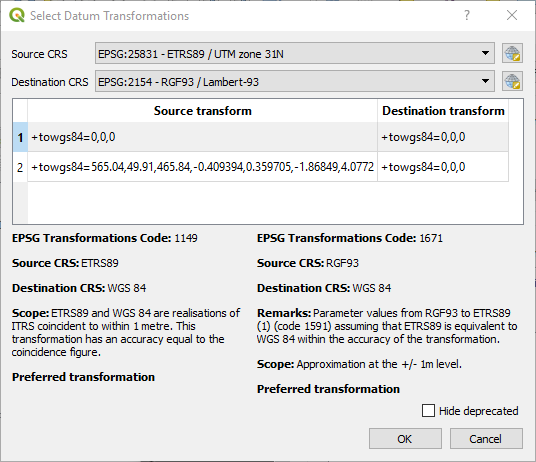 Select Datum Transformations
Source CRS EPSG:25831 - ETRS89 / UTM zone 31N
Destination CRS EPSG:2154 - RGF93 / Lambert-93
Source transform Destination transform
1 +towgs84=0,0,0 +towgs84=0,0,0
2 +towgs84=565.04,49.91,465.84,-0.409394,0.359705,-1.86849,4.0772 +towgs84=0,0,0
EPSG Transformations Code: 1149
Source CRS: ETRS89
Destination CRS: WGS 84
Scope: ETRS89 and WGS 84 are realisations of
ITRS coincident to within 1 metre. This
transformation has an accuracy equal to the
coincidence figure.
Preferred transformation
EPSG Transformations Code: 1671
Source CRS: RGF93
Destination CRS: WGS 84
Remarks: Parameter values from RGF93 to ETRS89
(1) (code 1591) assuming that ETRS89 is equivalent to
WGS 84 within the accuracy of the transformation.
Scope: Approximation at the +/- 1m level.
Preferred transformation
Hide deprecated
OK Cancel